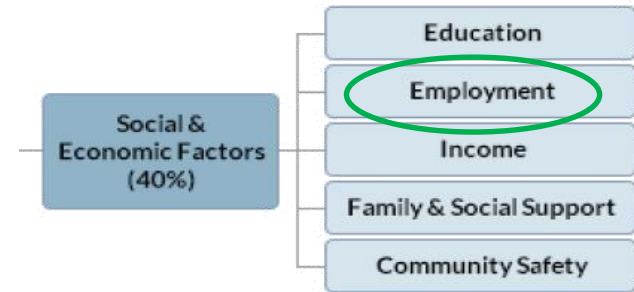 Social &
Economic Factors
(40%)
Education
Employment
Income
Family & Social Support
Community Safety